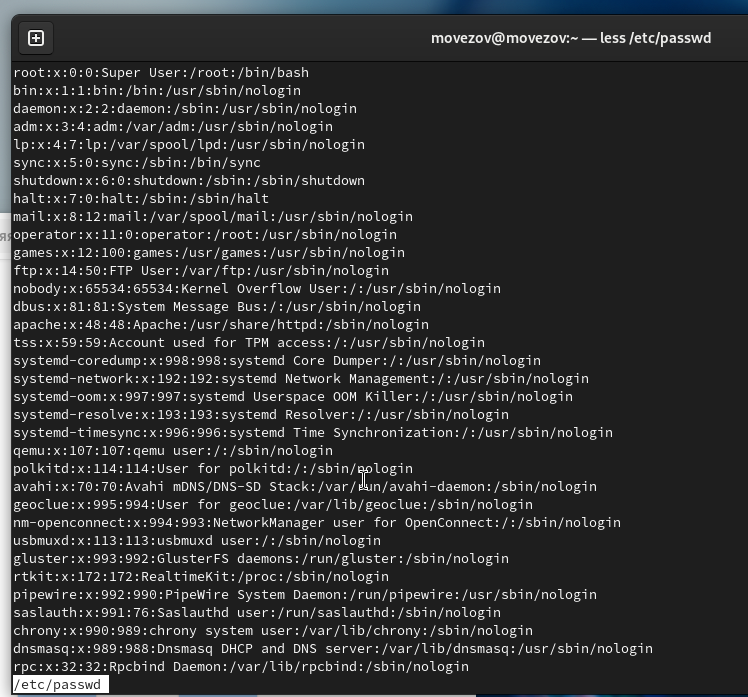 movezov@movezov:~ — less /etc/passwd
root:x:0:0:Super User:/root:/bin/bash
bin:x:1:1:bin:/bin:/usr/sbin/nologin
daemon:x:2:2:daemon:/sbin:/usr/sbin/nologin
adm:x:3:4:adm:/var/adm:/usr/sbin/nologin
lp:x:4:7:lp:/var/spool/lpd:/usr/sbin/nologin
sync:x:5:0:sync:/sbin:/bin/sync
shutdown:x:6:0:shutdown:/sbin:/sbin/shutdown
halt:x:7:0:halt:/sbin:/sbin/halt
mail:x:8:12:mail:/var/spool/mail:/usr/sbin/nologin
operator:x:11:0:operator:/root:/usr/sbin/nologin
games:x:12:100:games:/usr/games:/usr/sbin/nologin
ftp:x:14:50:FTP User:/var/ftp:/usr/sbin/nologin
nobody:x:65534:65534:Kernel Overflow User:/:/usr/sbin/nologin
dbus:x:81:81:System Message Bus:/:/usr/sbin/nologin
apache:x:48:48:Apache:/usr/share/httpd:/sbin/nologin
tss:x:59:59:Account used for TPM access:/:/usr/sbin/nologin
systemd-coredump:x:998:998:systemd Core Dumper:/:/usr/sbin/nologin
systemd-network:x:192:192:systemd Network Management:/:/usr/sbin/nologin
systemd-oom:x:997:997:systemd Userspace OOM Killer:/:/usr/sbin/nologin
systemd-resolve:x:193:193:systemd Resolver:/:/usr/sbin/nologin
systemd-timesync:x:996:996:systemd Time Synchronization:/:/usr/sbin/nologin
qemu:x:107:107:qemu user:/:/sbin/nologin
polkitd:x:114:114:User for polkitd:/:/sbin/nologin
avahi:x:70:70:Avahi mDNS/DNS-SD Stack:/var/run/avahi-daemon:/sbin/nologin
geoclue:x:995:994:User for geoclue:/var/lib/geoclue:/sbin/nologin
nm-openconnect:x:994:993:NetworkManager user for OpenConnect:/:/sbin/nologin
usbmuxd:x:113:113:usbmuxd user:/:/sbin/nologin
gluster:x:993:992:GlusterFS daemons:/run/gluster:/sbin/nologin
rtkit:x:172:172:RealtimeKit:/proc:/sbin/nologin
pipewire:x:992:990:PipeWire System Daemon:/run/pipewire:/usr/sbin/nologin
saslauth:x:991:76:Saslauthd user:/run/saslauthd:/sbin/nologin
chrony:x:990:989:chrony system user:/var/lib/chrony:/sbin/nologin
dnsmasq:x:989:988:Dnsmasq DHCP and DNS server:/var/lib/dnsmasq:/usr/sbin/nologin
rpc:x:32:32:Rpcbind Daemon:/var/lib/rpcbind:/sbin/nologin
/etc/passwd